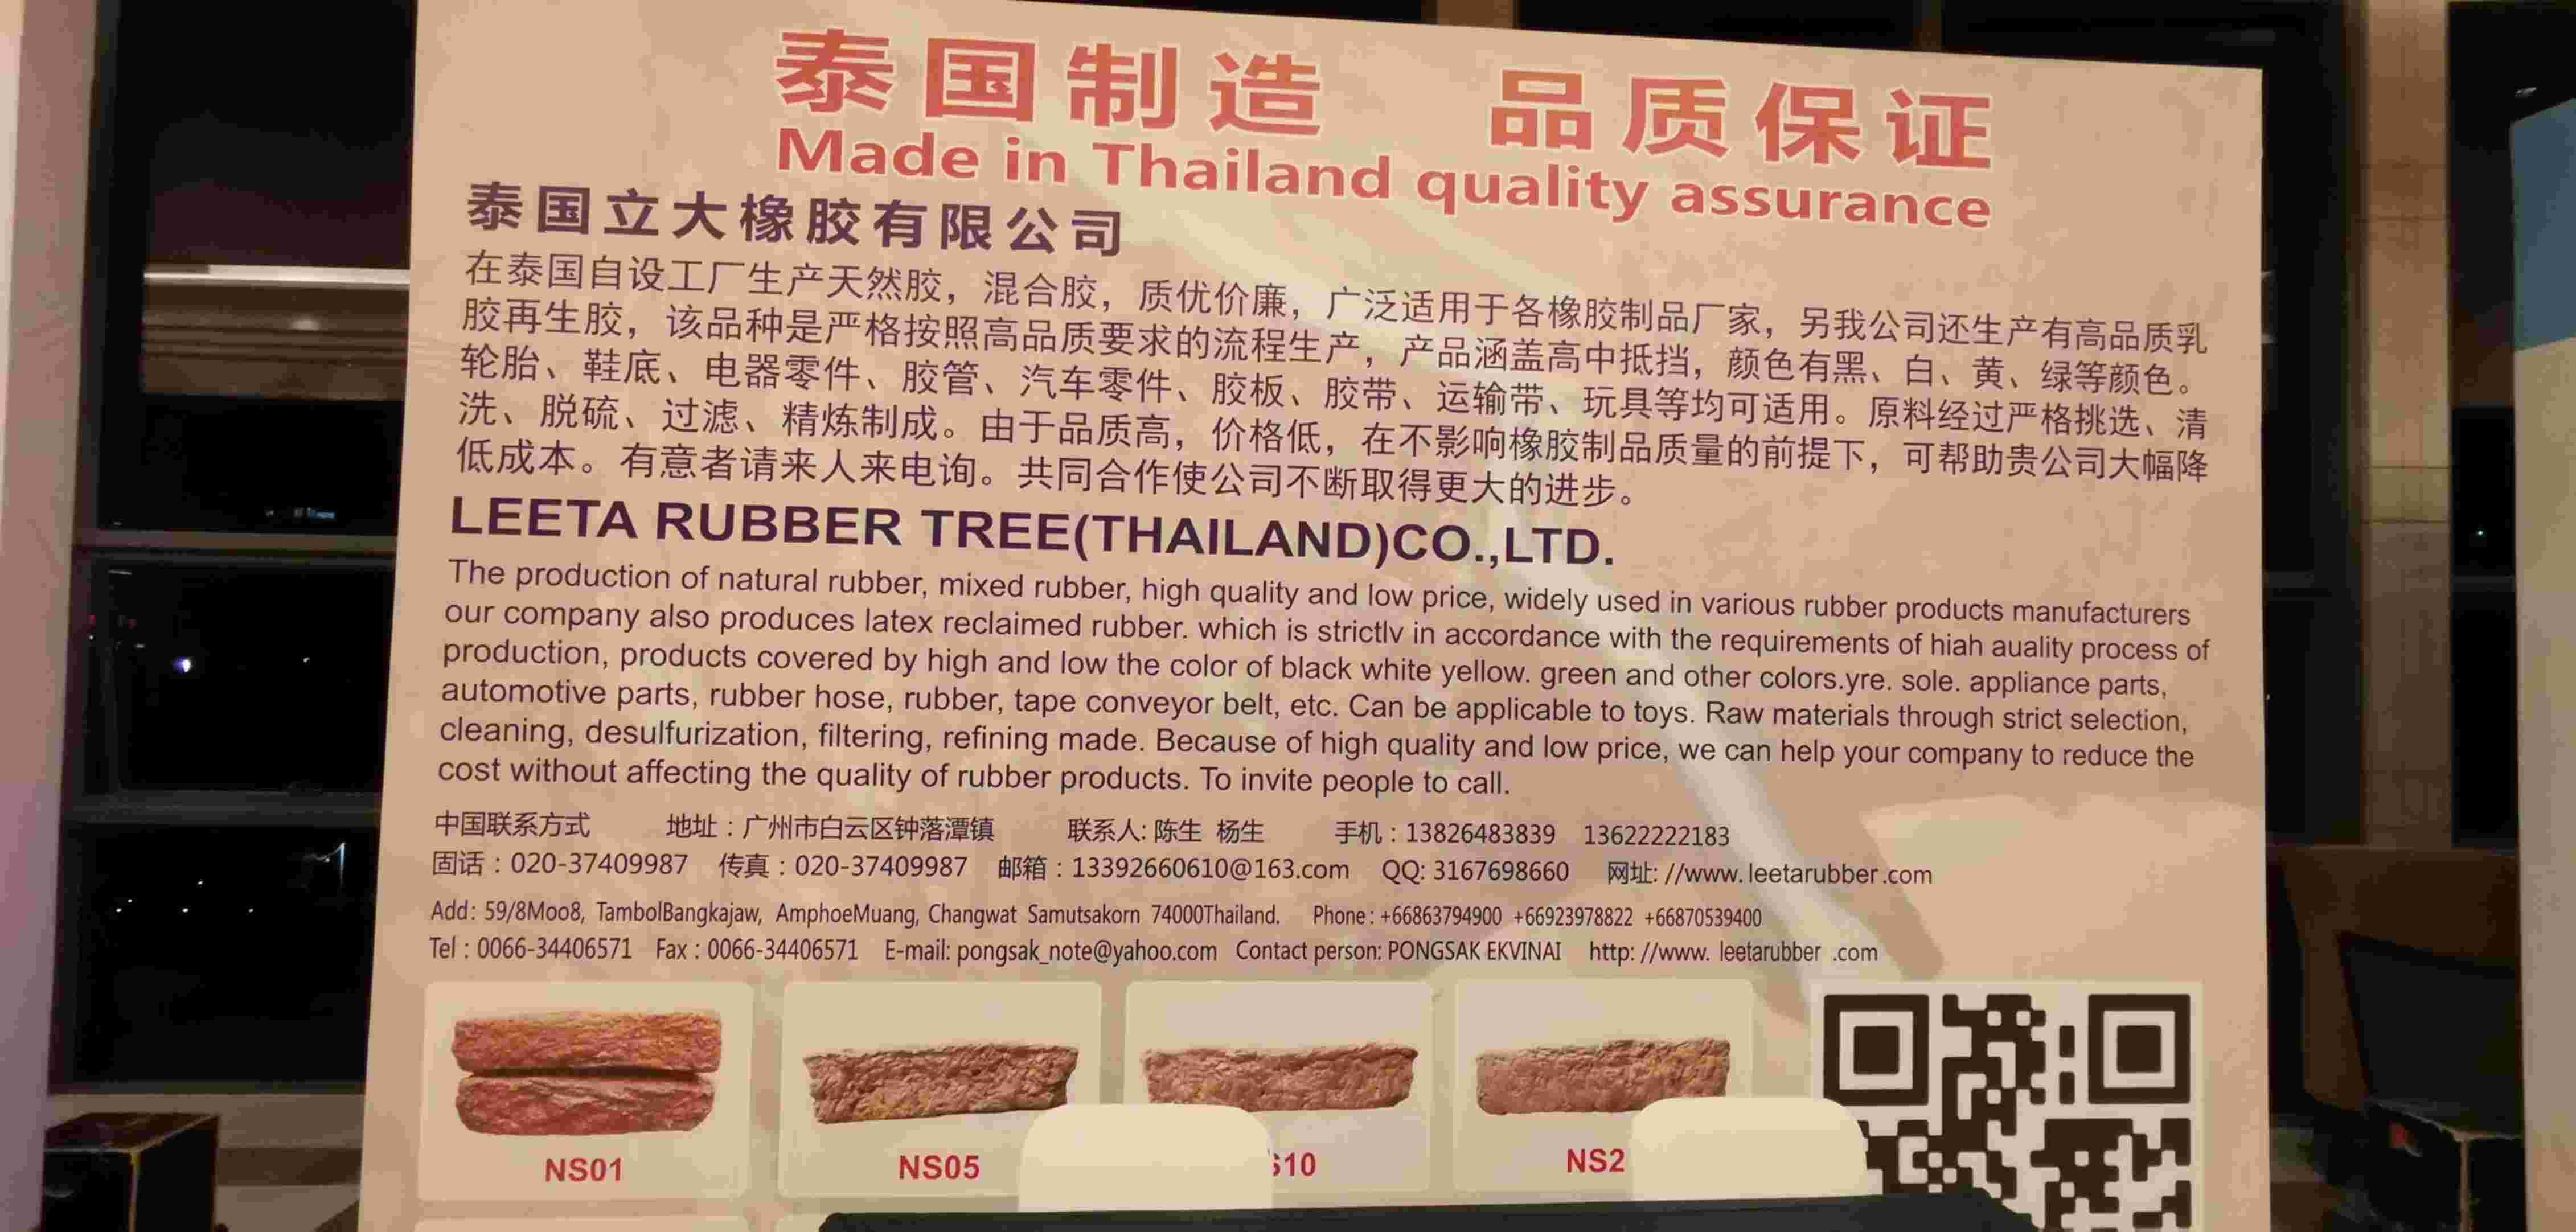 泰国制造 品质保证
Made in Thailand quality assurance
泰国立大橡胶有限公司
在泰国自设工厂生产天然胶，混合胶，质优价廉，广泛适用于各橡胶制品厂家，另我公司还生产有高品质乳
胶再生胶，该品种是严格按照高品质要求的流程生产，产品涵盖高中抵挡，颜色有黑、白、黄、绿等颜色。
轮胎、鞋底、电器零件、胶管、汽车零件、胶板、胶带、运输带、玩具等均可适用。原料经过严格挑选、清
洗、脱硫、过滤、精炼制成。由于品质高，价格低，在不影响橡胶制品质量的前提下，可帮助贵公司大幅降
低成本。有意者请来人来电询。共同合作使公司不断取得更大的进步。
LEETA RUBBER TREE(THAILAND)CO.,LTD.
The production of natural rubber, mixed rubber, high quality and low price, widely used in various rubber products manufacturers
our company also produces latex reclaimed rubber. which is strictlv in accordance with the requirements of hiah auality process of
production, products covered by high and low the color of black white yellow. green and other colors.yre. sole. appliance parts,
automotive parts, rubber hose, rubber, tape conveyor belt, etc. Can be applicable to toys. Raw materials through strict selection,
cleaning, desulfurization, filtering, refining made. Because of high quality and low price, we can help your company to reduce the
cost without affecting the quality of rubber products. To invite people to call.
中国联系方式 地址：广州市白云区钟落潭镇 联系人: 陈生 杨生 手机：13826483839 13622222183
固话：020-37409987 传真：020-37409987 邮箱：13392660610@163.com QQ: 3167698660 网址: //www.leetarubber.com
Add: 59/8Moo8, TambolBangkajaw, AmphoeMuang, Changwat Samutsakorn 74000Thailand. Phone: +66863794900 +66923978822 +66870539400
Tel : 0066-34406571 Fax : 0066-34406571 E-mail: pongsak_note@yahoo.com Contact person: PONGSAK EKVINAI http: //www. leetarubber .com
NS01 NS05 10 NS2